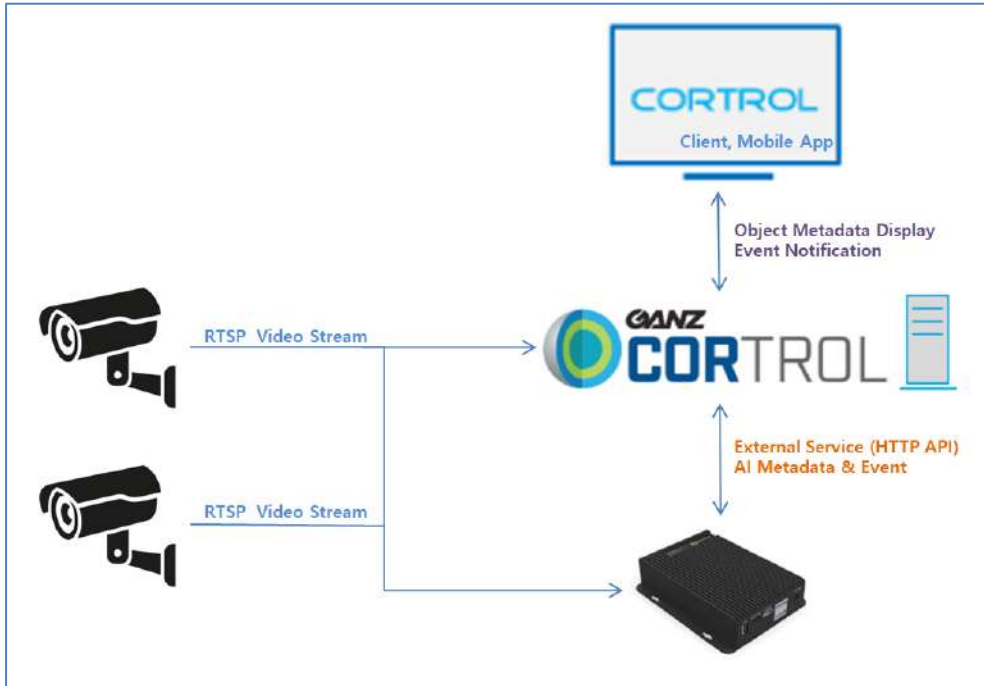 CORTROL
Client, Mobile App
Object Metadata Display
Event Notification
RTSP Video Stream
GANZ
CORTROL
External Service (HTTP API)
AI Metadata & Event
RTSP Video Stream